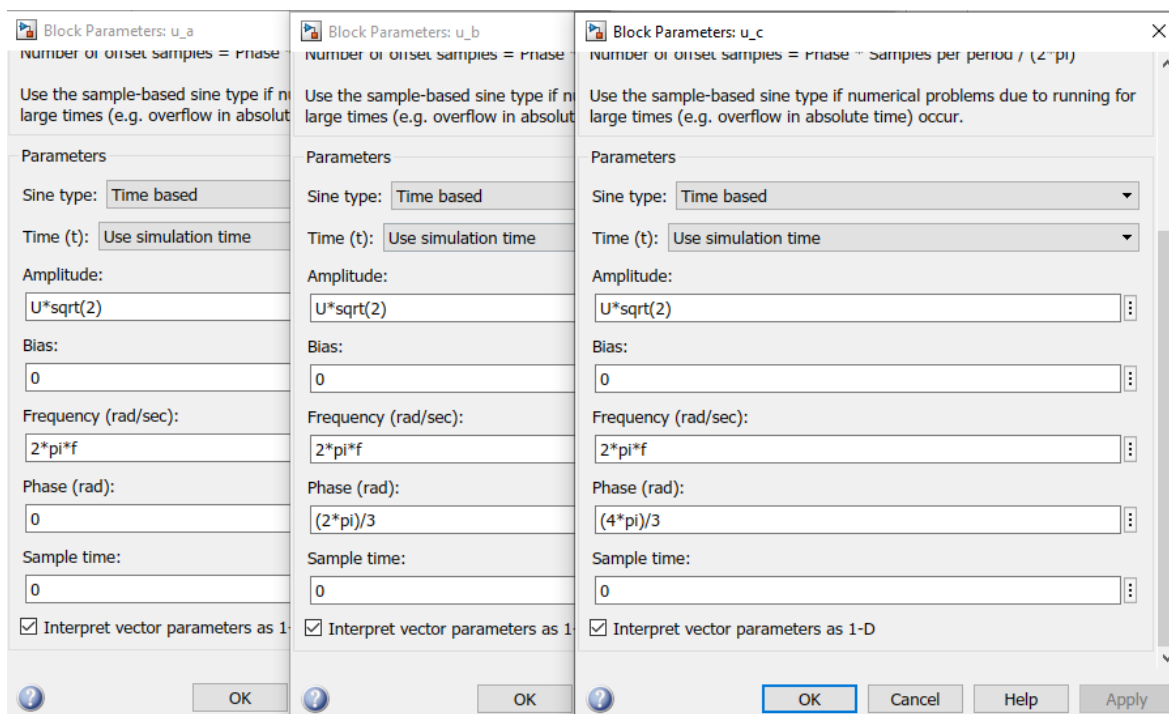 Block Parameters: u_a
Number of offset samples = Phase *
Use the sample-based sine type if nu
large times (e.g. overflow in absolut
Parameters
Sine type: Time based
Time (t): Use simulation time
Amplitude:
U*sqrt(2)
Bias:
0
Frequency (rad/sec):
2*pi*f
Phase (rad):
0
Sample time:
0
Interpret vector parameters as 1-
OK
Block Parameters: u_b
Number of offset samples = Phase *
Use the sample-based sine type if nu
large times (e.g. overflow in absolut
Parameters
Sine type: Time based
Time (t): Use simulation time
Amplitude:
U*sqrt(2)
Bias:
0
Frequency (rad/sec):
2*pi*f
Phase (rad):
(2*pi)/3
Sample time:
0
Interpret vector parameters as 1-
OK
Block Parameters: u_c
Number of offset samples = Phase * Samples per period / (2*pi)
Use the sample-based sine type if numerical problems due to running for
large times (e.g. overflow in absolute time) occur.
Parameters
Sine type: Time based
Time (t): Use simulation time
Amplitude:
U*sqrt(2)
Bias:
0
Frequency (rad/sec):
2*pi*f
Phase (rad):
(4*pi)/3
Sample time:
0
Interpret vector parameters as 1-D
OK Cancel Help Apply